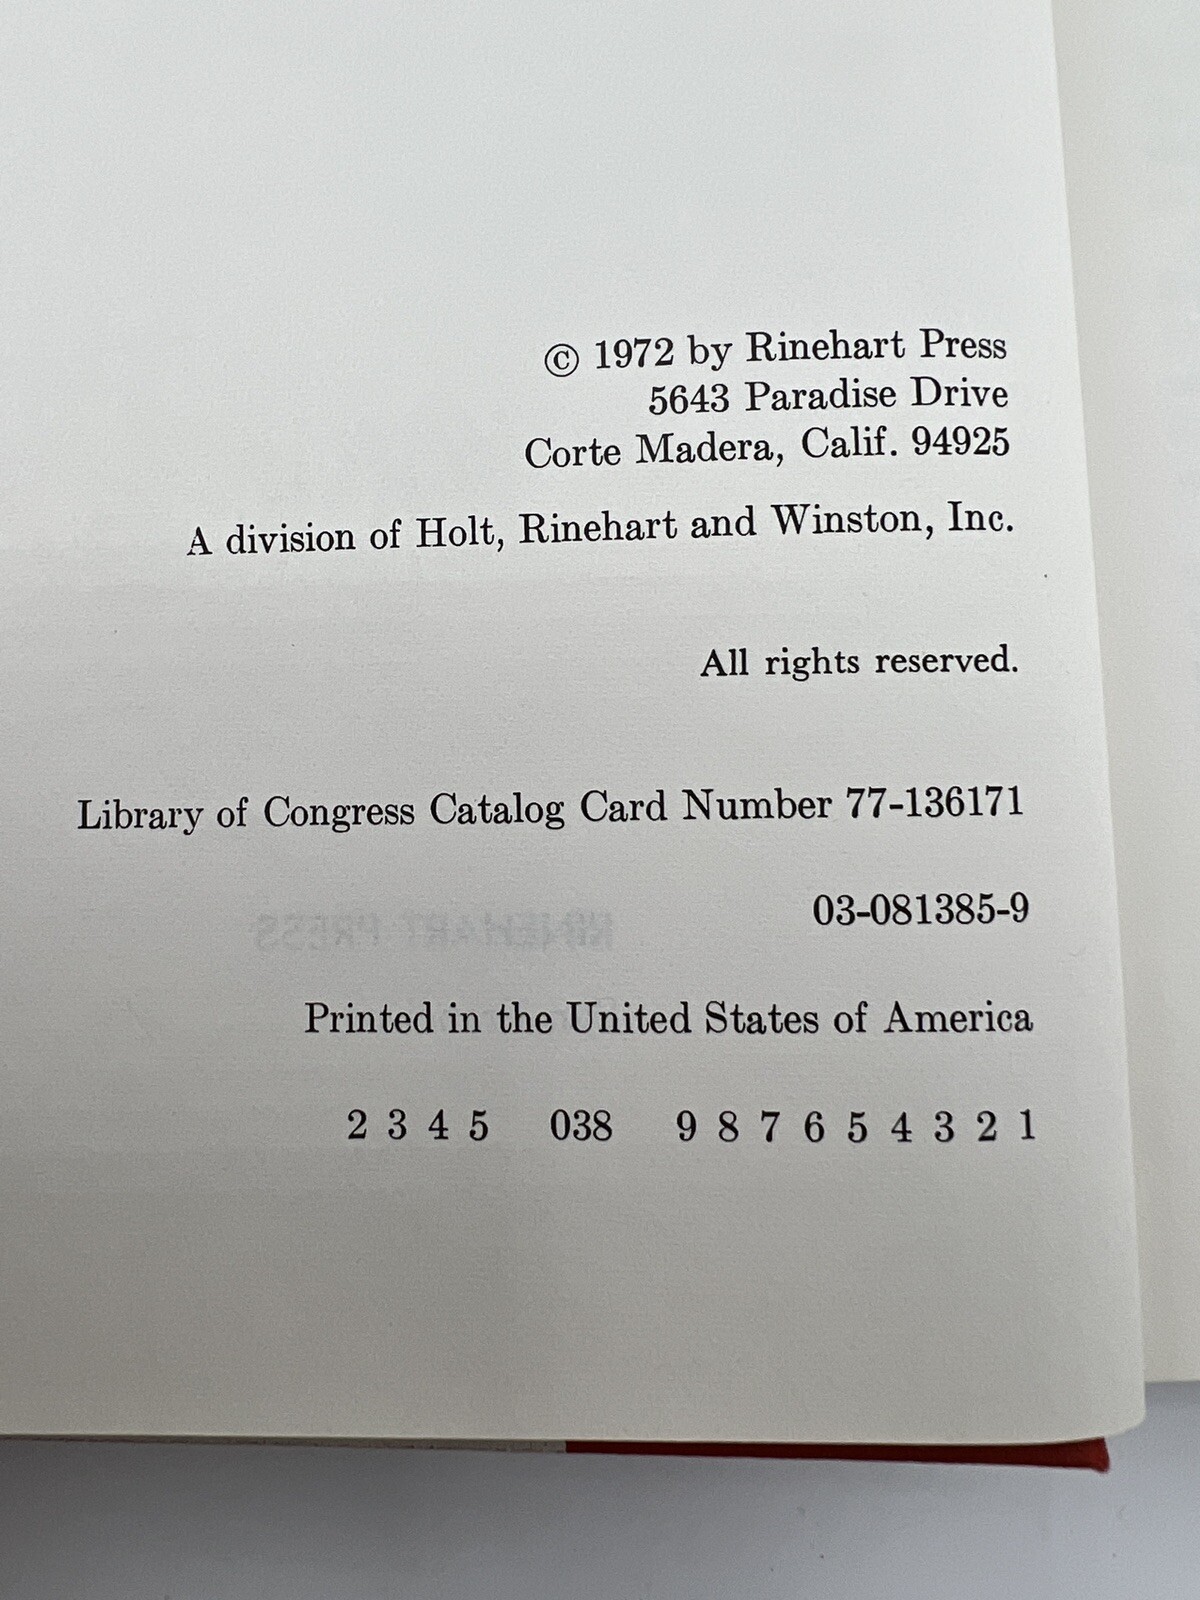 © 1972 by Rinehart Press
5643 Paradise Drive
Corte Madera, Calif. 94925
A division of Holt, Rinehart and Winston, Inc.
All rights reserved.
Library of Congress Catalog Card Number 77-136171
03-081385-9
RINEHART PRESS
Printed in the United States of America
2 3 4 5 038 9 8 7 6 5 4 3 2 1